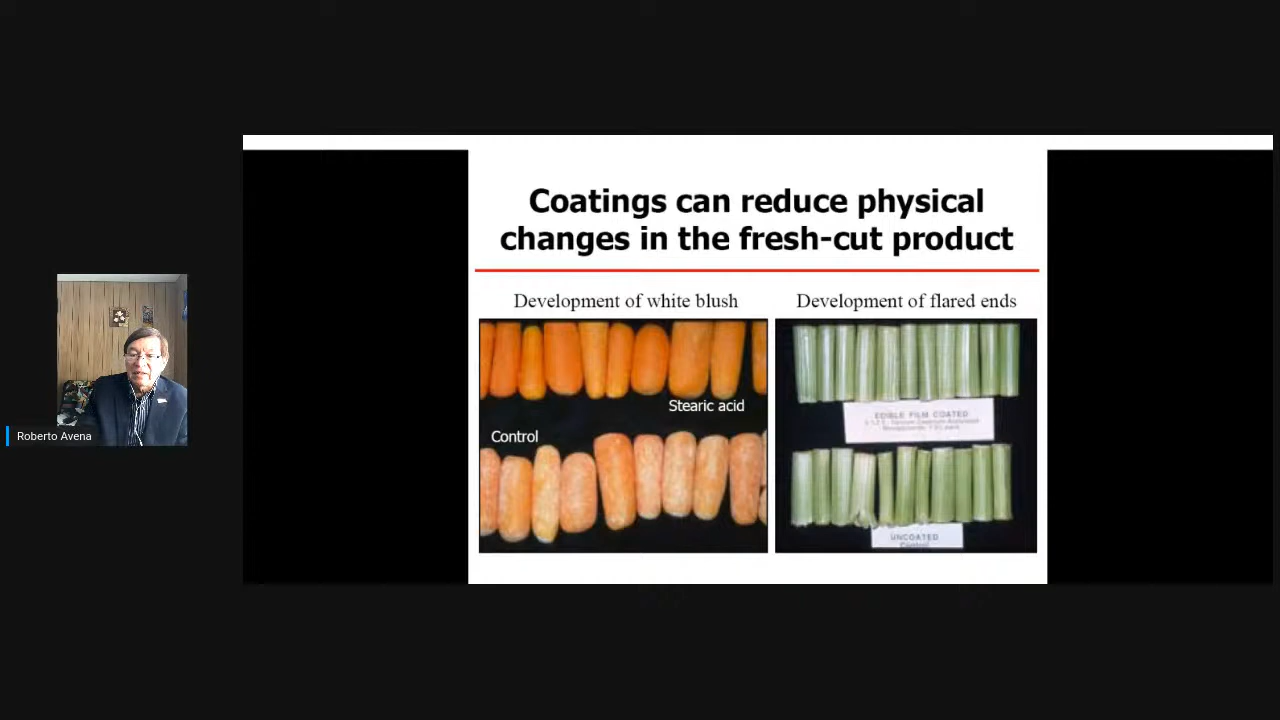 Coatings can reduce physical
changes in the fresh-cut product
Development of white blush
Development of flared ends
Stearic acid
Control
EDIBLE FILM COATED
UNCOATED
Control
Roberto Avena